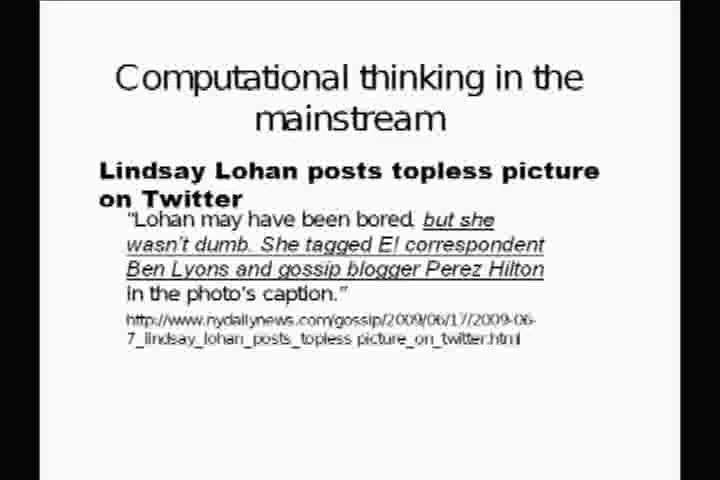 Computational thinking in the
mainstream
Lindsay Lohan posts topless picture
on Twitter
"Lohan may have been bored, but she
wasn't dumb. She tagged E! correspondent
Ben Lyons and gossip blogger Perez Hilton
in the photo's caption."
http://www.nydailynews.com/gossip/2009/06/17/2009-06-
7_lindsay_lohan_posts_topless picture_on_twitter.html